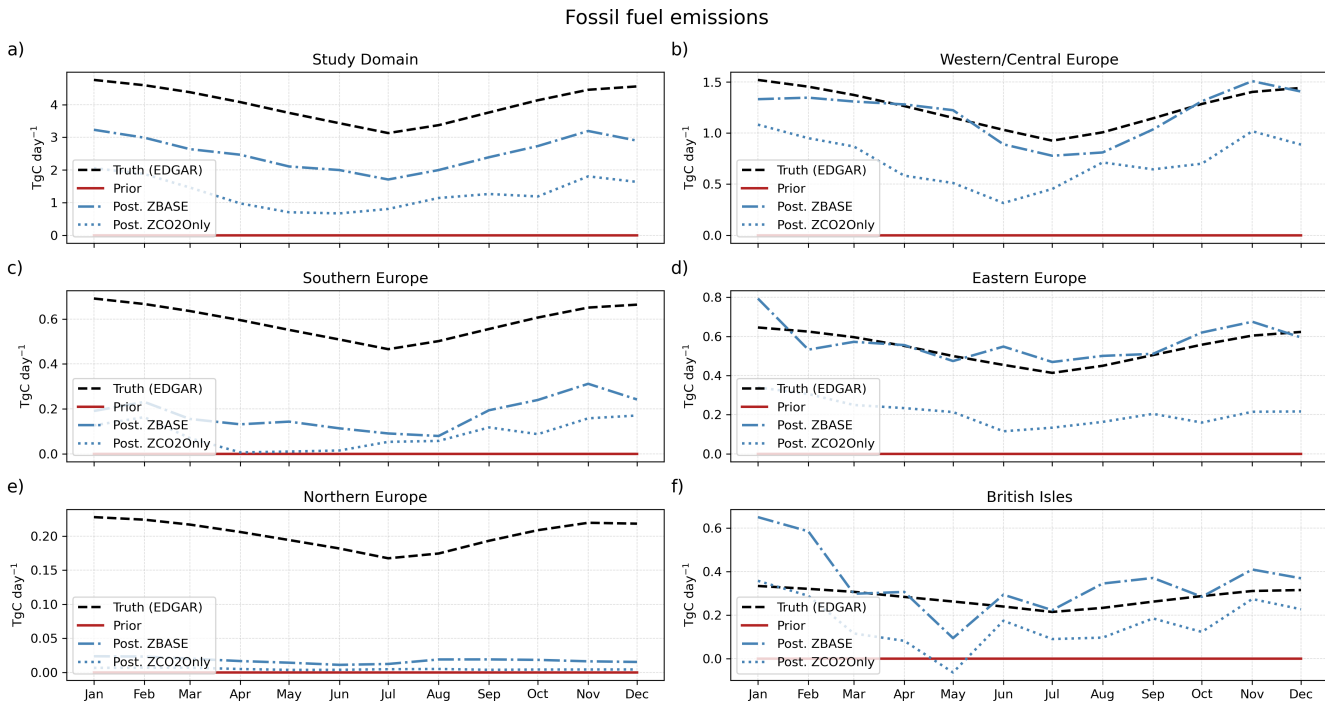 Fossil fuel emissions
a)
Study Domain
TgC day⁻¹
4
3
2
1
0
Truth (EDGAR)
Prior
Post. ZBASE
Post. ZCO2Only
b)
Western/Central Europe
TgC day⁻¹
1.5
1.0
0.5
0.0
Truth (EDGAR)
Prior
Post. ZBASE
Post. ZCO2Only
c)
Southern Europe
TgC day⁻¹
0.6
0.4
0.2
0.0
Truth (EDGAR)
Prior
Post. ZBASE
Post. ZCO2Only
d)
Eastern Europe
TgC day⁻¹
0.8
0.6
0.4
0.2
0.0
Truth (EDGAR)
Prior
Post. ZBASE
Post. ZCO2Only
e)
Northern Europe
TgC day⁻¹
0.20
0.15
0.10
0.05
0.00
Truth (EDGAR)
Prior
Post. ZBASE
Post. ZCO2Only
Jan Feb Mar Apr May Jun Jul Aug Sep Oct Nov Dec
f)
British Isles
TgC day⁻¹
0.6
0.4
0.2
0.0
Truth (EDGAR)
Prior
Post. ZBASE
Post. ZCO2Only
Jan Feb Mar Apr May Jun Jul Aug Sep Oct Nov Dec